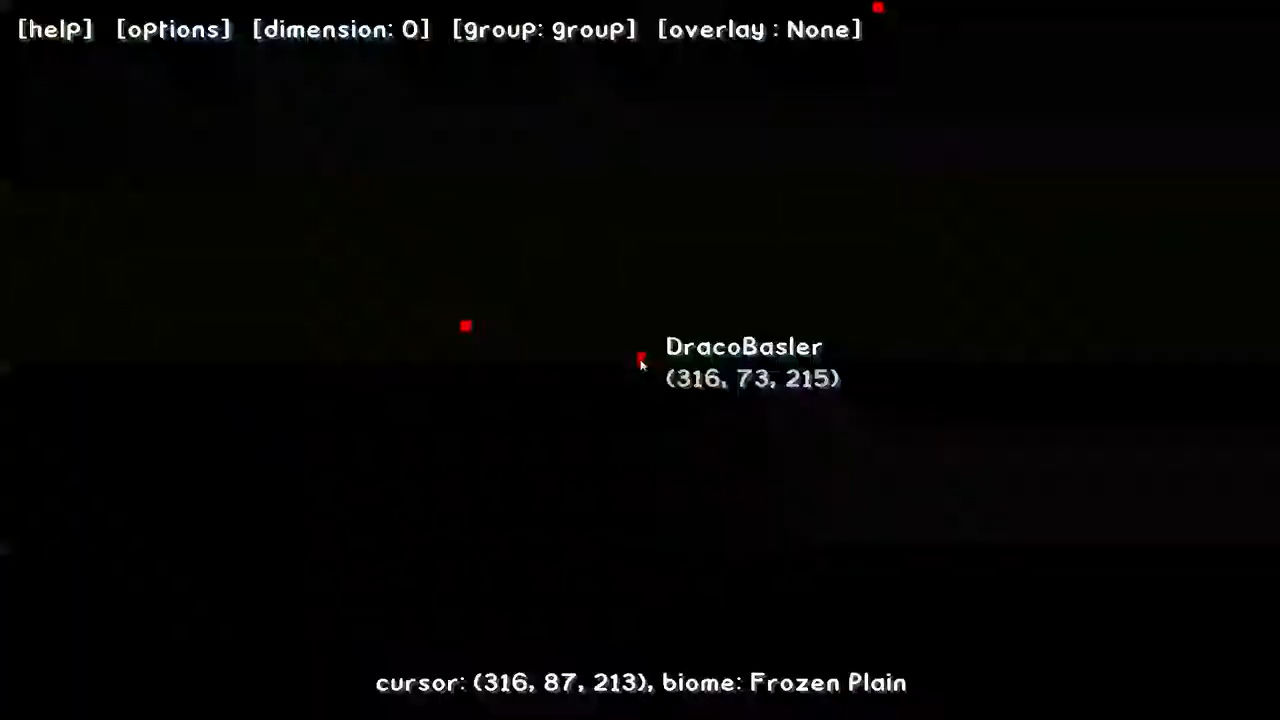 [help] [options] [dimension: 0] [group: group] [overlay : None]
DracoBasler
(316, 73, 215)
cursor: (316, 87, 213), biome: Frozen Plain